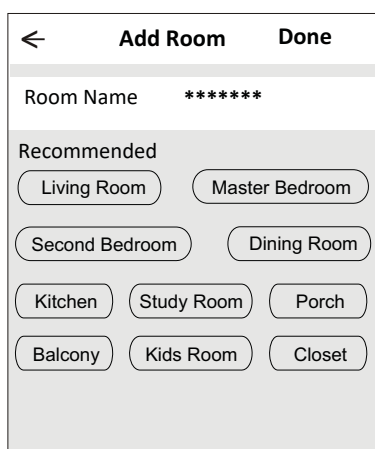 Add Room Done
Room Name *******
Recommended
Living Room Master Bedroom
Second Bedroom Dining Room
Kitchen Study Room Porch
Balcony Kids Room Closet